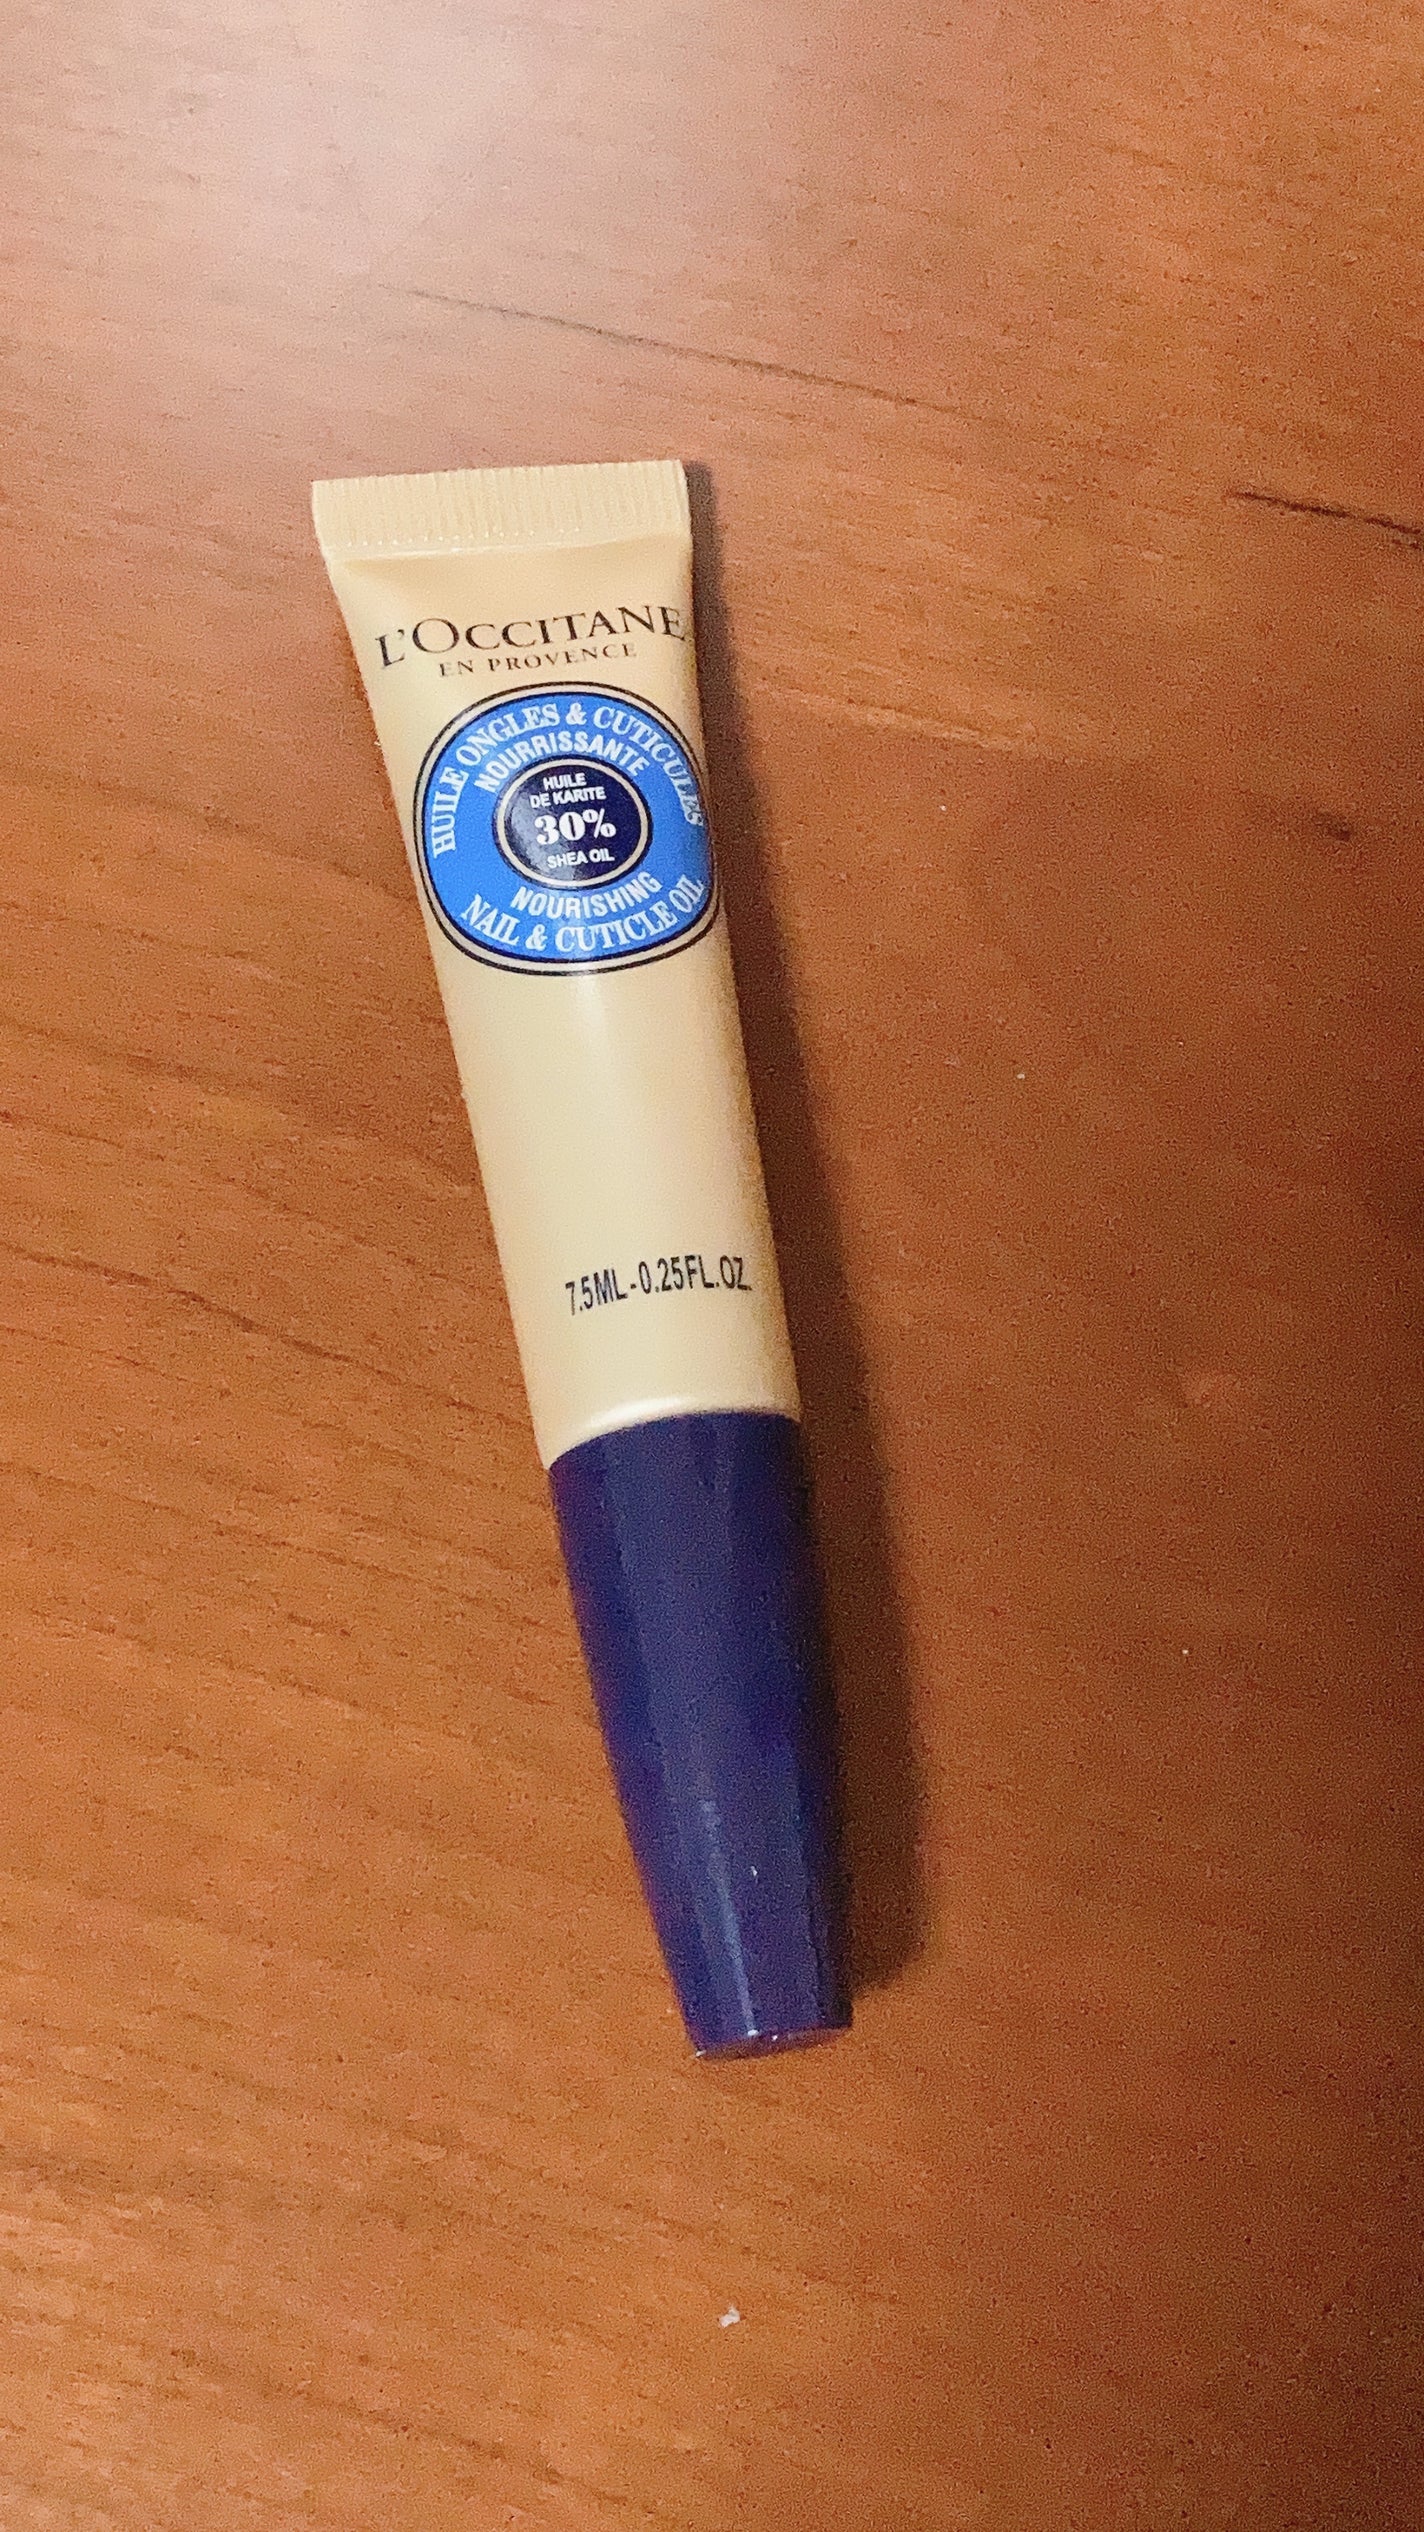 L'OCCITANE
EN PROVENCE
HUILE ONGLES & CUTICULES
NOURRISSANTE
HUILE
DE KARITE
30%
SHEA OIL
NOURISHING
NAIL & CUTICLE OIL
7.5ML-0.25FL.OZ.